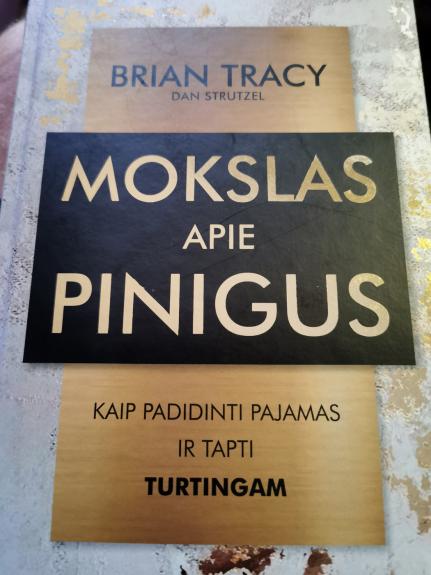 BRIAN TRACY
DAN STRUTZEL
MOKSLAS
APIE
PINIGUS
KAIP PADIDINTI PAJAMAS
IR TAPTI
TURTINGAM